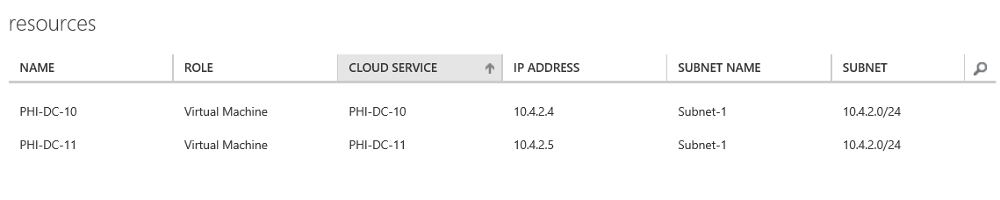 resources
NAME ROLE CLOUD SERVICE IP ADDRESS SUBNET NAME SUBNET
PHI-DC-10 Virtual Machine PHI-DC-10 10.4.2.4 Subnet-1 10.4.2.0/24
PHI-DC-11 Virtual Machine PHI-DC-11 10.4.2.5 Subnet-1 10.4.2.0/24